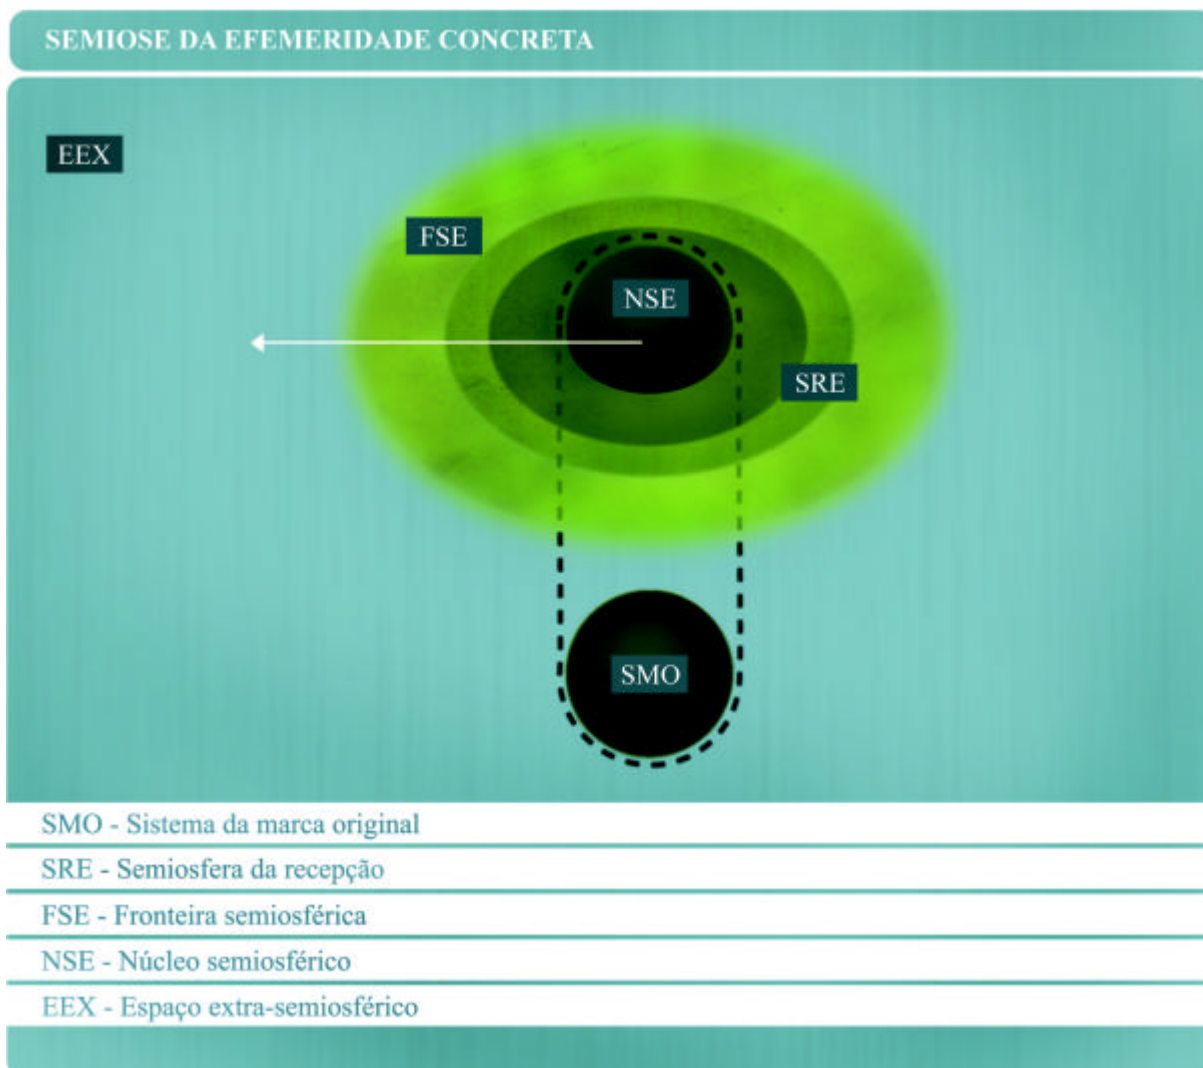 SEMIOSE DA EFEMERIDADE CONCRETA
EEX
FSE
NSE
SRE
SMO
SMO - Sistema da marca original
SRE - Semiosfera da recepção
FSE - Fronteira semiosférica
NSE - Núcleo semiosférico
EEX - Espaço extra-semiosférico